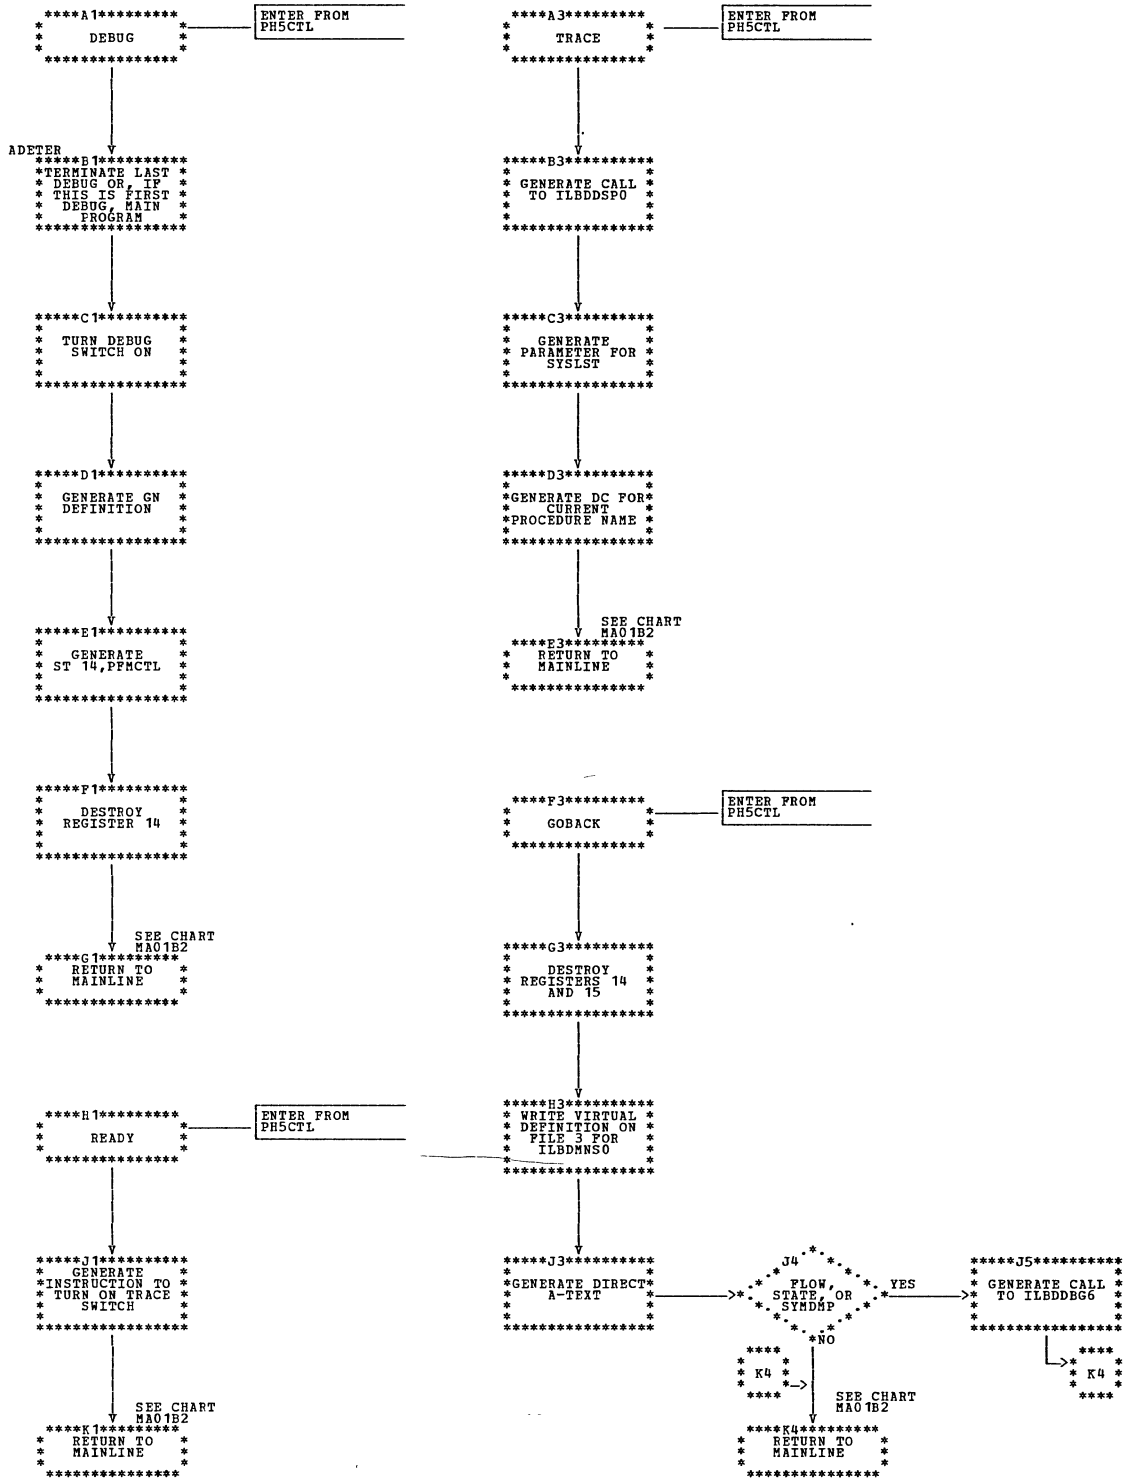 A1
DEBUG
ENTER FROM
PH5CTL
ADETER
B1
TERMINATE LAST
DEBUG OR, IF
THIS IS FIRST
DEBUG, MAIN
PROGRAM
C1
TURN DEBUG
SWITCH ON
D1
GENERATE GN
DEFINITION
E1
GENERATE
ST 14,PFMCTL
F1
DESTROY
REGISTER 14
SEE CHART
MA01B2
G1
RETURN TO
MAINLINE
H1
READY
ENTER FROM
PH5CTL
J1
GENERATE
INSTRUCTION TO
TURN ON TRACE
SWITCH
SEE CHART
MA01B2
K1
RETURN TO
MAINLINE
A3
TRACE
ENTER FROM
PH5CTL
B3
GENERATE CALL
TO ILBDDSP0
C3
GENERATE
PARAMETER FOR
SYSLST
D3
GENERATE DC FOR
CURRENT
PROCEDURE NAME
SEE CHART
MA01B2
E3
RETURN TO
MAINLINE
F3
GOBACK
ENTER FROM
PH5CTL
G3
DESTROY
REGISTERS 14
AND 15
H3
WRITE VIRTUAL
DEFINITION ON
FILE 3 FOR
ILBDMNS0
J3
GENERATE DIRECT
A-TEXT
J4
FLOW,
STATE, OR
SYMDMP
YES
NO
J5
GENERATE CALL
TO ILBDDBG6
K4
K4
SEE CHART
MA01B2
K4
RETURN TO
MAINLINE